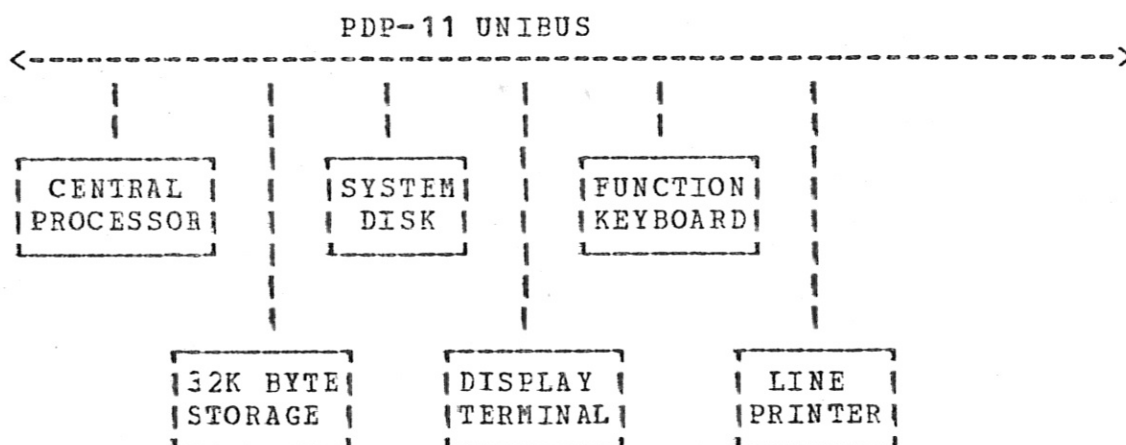 PDP-11 UNIBUS
CENTRAL
PROCESSOR
SYSTEM
DISK
FUNCTION
KEYBOARD
32K BYTE
STORAGE
DISPLAY
TERMINAL
LINE
PRINTER